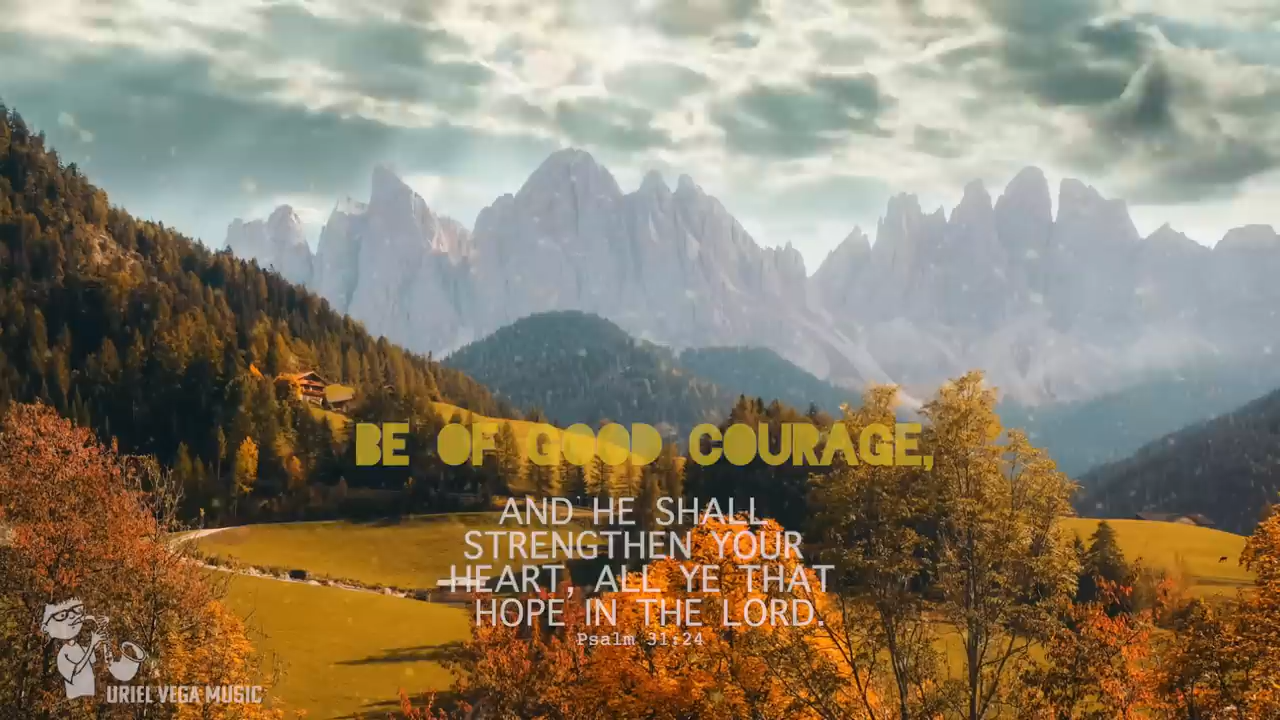 BE OF GOOD COURAGE,
AND HE SHALL
STRENGTHEN YOUR
HEART, ALL YE THAT
HOPE IN THE LORD.
Psalm 31:24
URIEL VEGA MUSIC